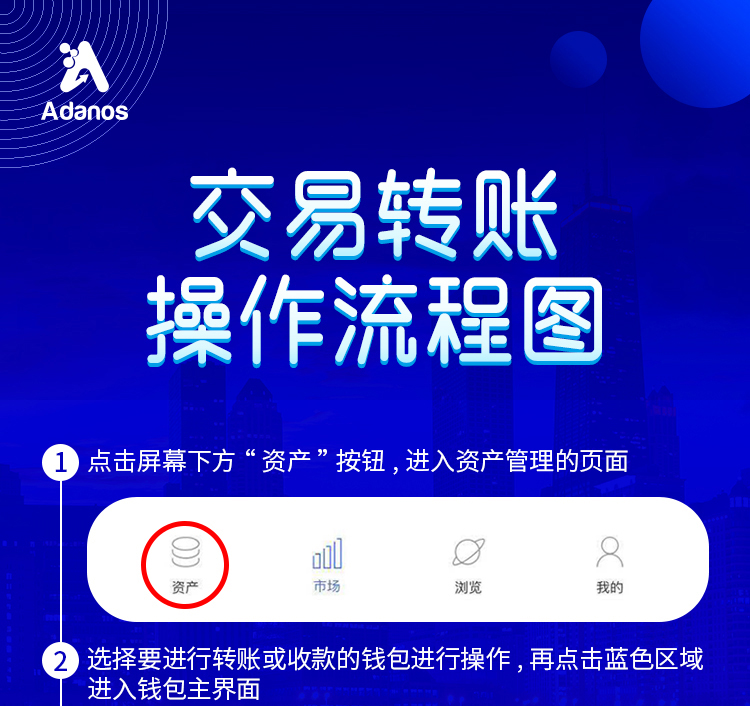 Adanos
交易转账
操作流程图
1 点击屏幕下方“资产”按钮,进入资产管理的页面
资产 市场 浏览 我的
2 选择要进行转账或收款的钱包进行操作,再点击蓝色区域
进入钱包主界面